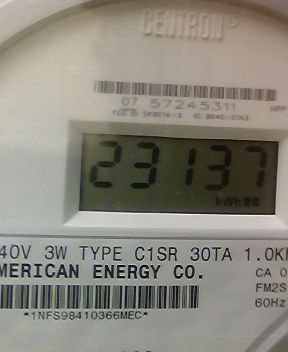 CENTRON®
07 57245311
23137
kWh
40V 3W TYPE C1SR 30TA 1.0K
MERICAN ENERGY CO.
CA 0
FM2S
60Hz
*1NFS98410366MEC*